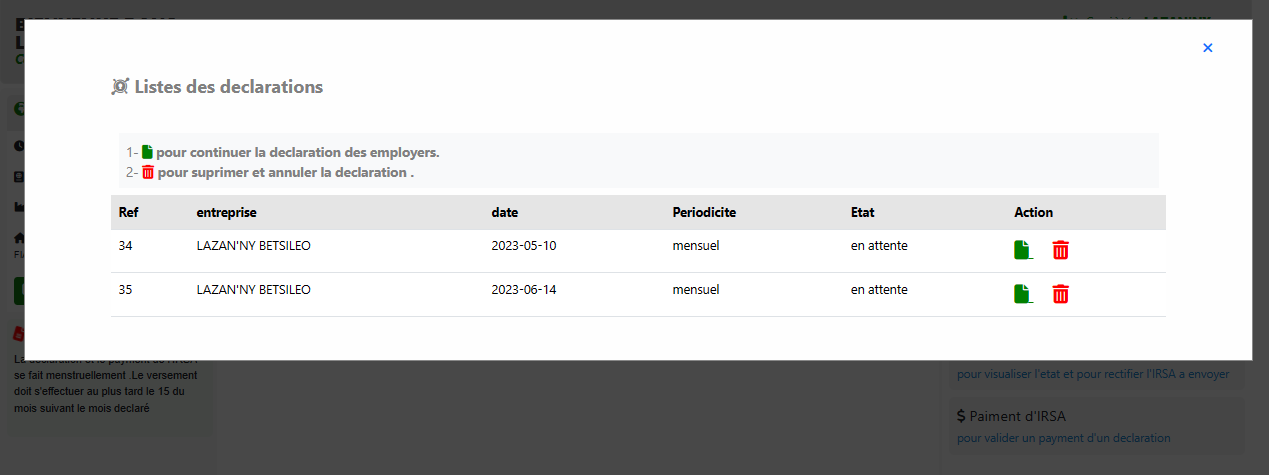 Listes des declarations
1- pour continuer la declaration des employers.
2- pour suprimer et annuler la declaration .
Ref entreprise date Periodicite Etat Action
34 LAZAN'NY BETSILEO 2023-05-10 mensuel en attente
35 LAZAN'NY BETSILEO 2023-06-14 mensuel en attente
se fait menstruellement .Le versement
doit s'effectuer au plus tard le 15 du
mois suivant le mois declaré
pour visualiser l'etat et pour rectifier l'IRSA a envoyer
$ Paiment d'IRSA
pour valider un payment d'un declaration